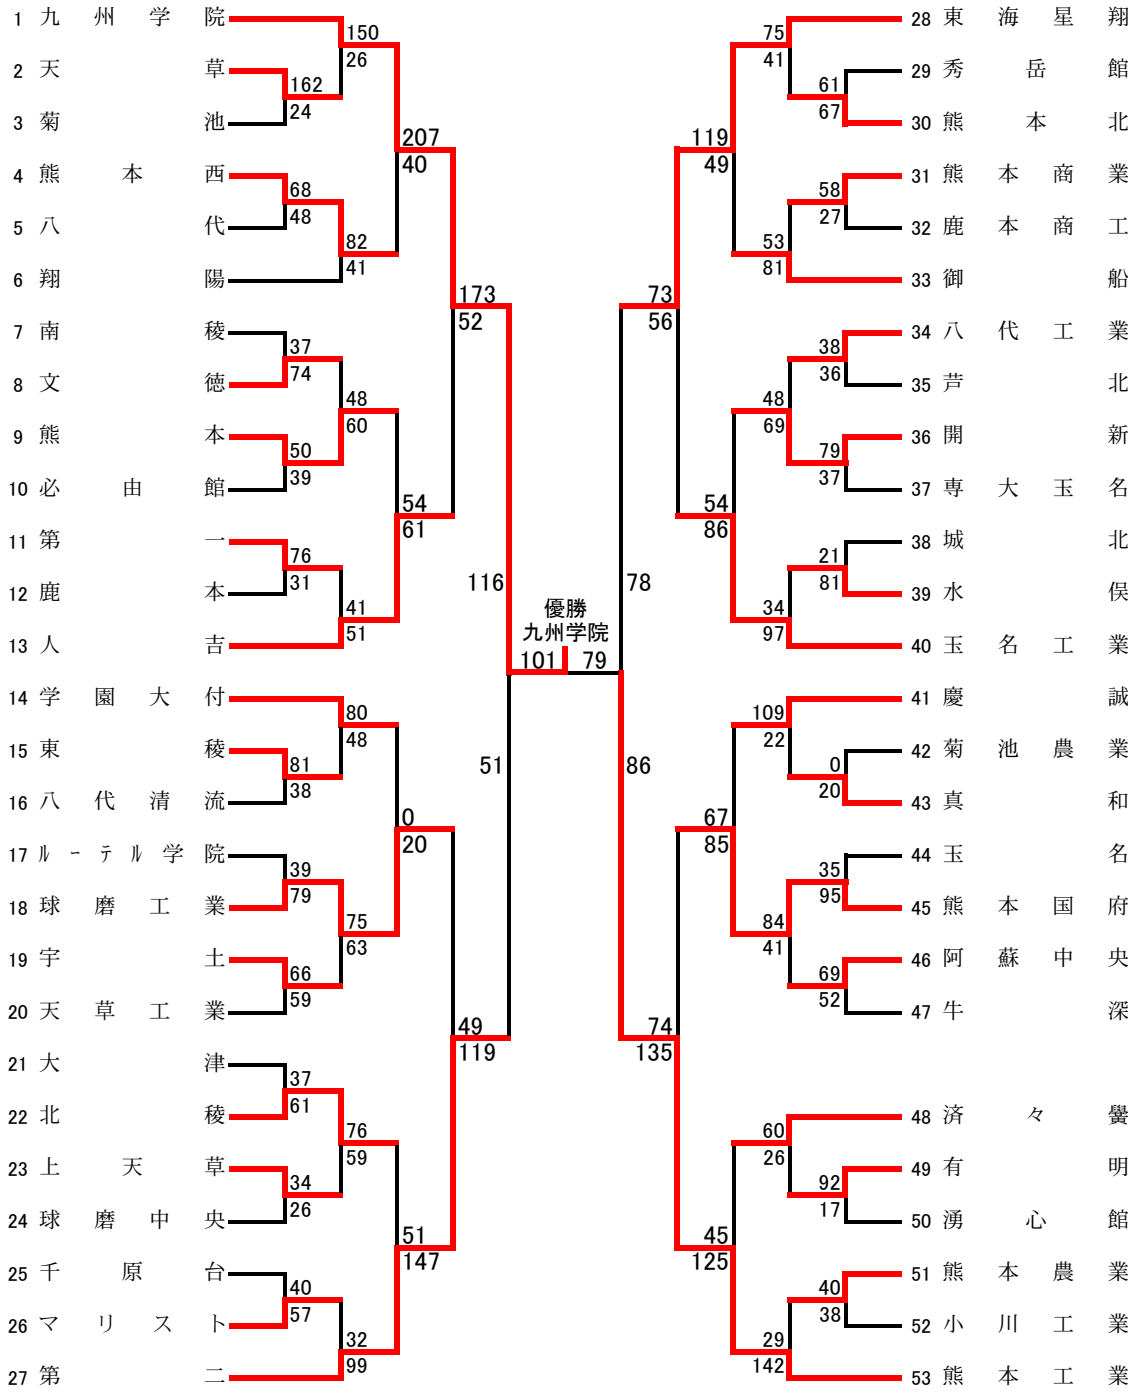 1 九州学院
2 天草
3 菊池
4 熊本西
5 八代
6 翔陽
7 南稜
8 文徳
9 熊本
10 必由館
11 第一
12 鹿本
13 人吉
14 学園大付
15 東稜
16 八代清流
17 ルーテル学院
18 球磨工業
19 宇土
20 天草工業
21 大津
22 北稜
23 上天草
24 球磨中央
25 千原台
26 マリスト
27 第二
162
24
68
48
37
74
50
39
76
31
81
38
39
79
66
59
37
61
34
26
40
57
150
26
82
41
48
60
41
51
80
48
75
63
76
59
32
99
207
40
54
61
0
20
51
147
173
52
49
119
116
51
優勝
九州学院
101 79
78
86
73
56
74
135
119
49
54
86
67
85
45
125
75
41
53
81
48
69
34
97
109
22
84
41
60
26
29
142
61
67
58
27
38
36
79
37
21
81
0
20
35
95
69
52
92
17
40
38
28 東海星翔
29 秀岳館
30 熊本北
31 熊本商業
32 鹿本商工
33 御船
34 八代工業
35 芦北
36 開新
37 専大玉名
38 城北
39 水俣
40 玉名工業
41 慶誠
42 菊池農業
43 真和
44 玉名
45 熊本国府
46 阿蘇中央
47 牛深
48 済々黌
49 有明
50 湧心館
51 熊本農業
52 小川工業
53 熊本工業